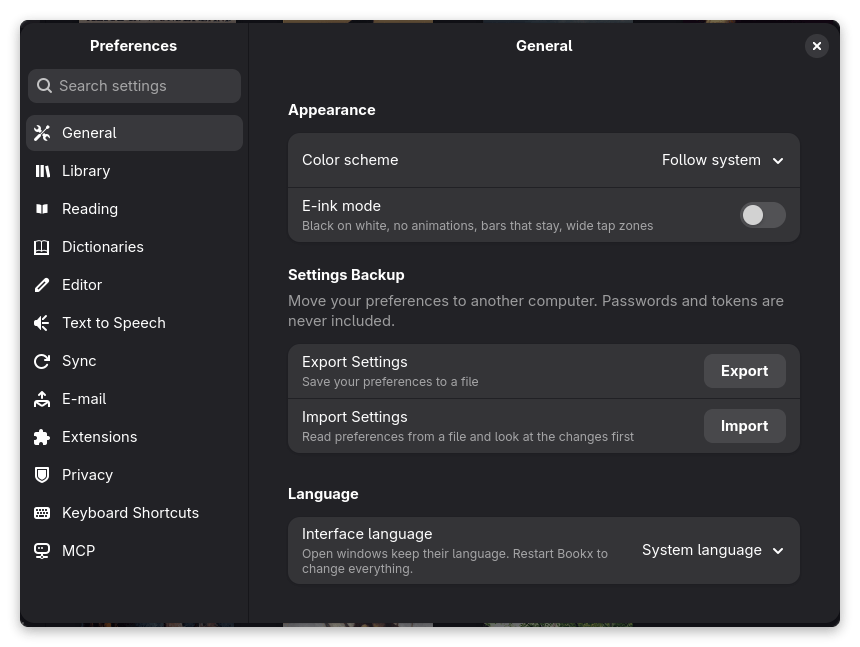 Preferences
Search settings
General
Library
Reading
Dictionaries
Editor
Text to Speech
Sync
E-mail
Extensions
Privacy
Keyboard Shortcuts
MCP
General
Appearance
Color scheme
Follow system
E-ink mode
Black on white, no animations, bars that stay, wide tap zones
Settings Backup
Move your preferences to another computer. Passwords and tokens are
never included.
Export Settings
Save your preferences to a file
Export
Import Settings
Read preferences from a file and look at the changes first
Import
Language
Interface language
Open windows keep their language. Restart Bookx to
change everything.
System language